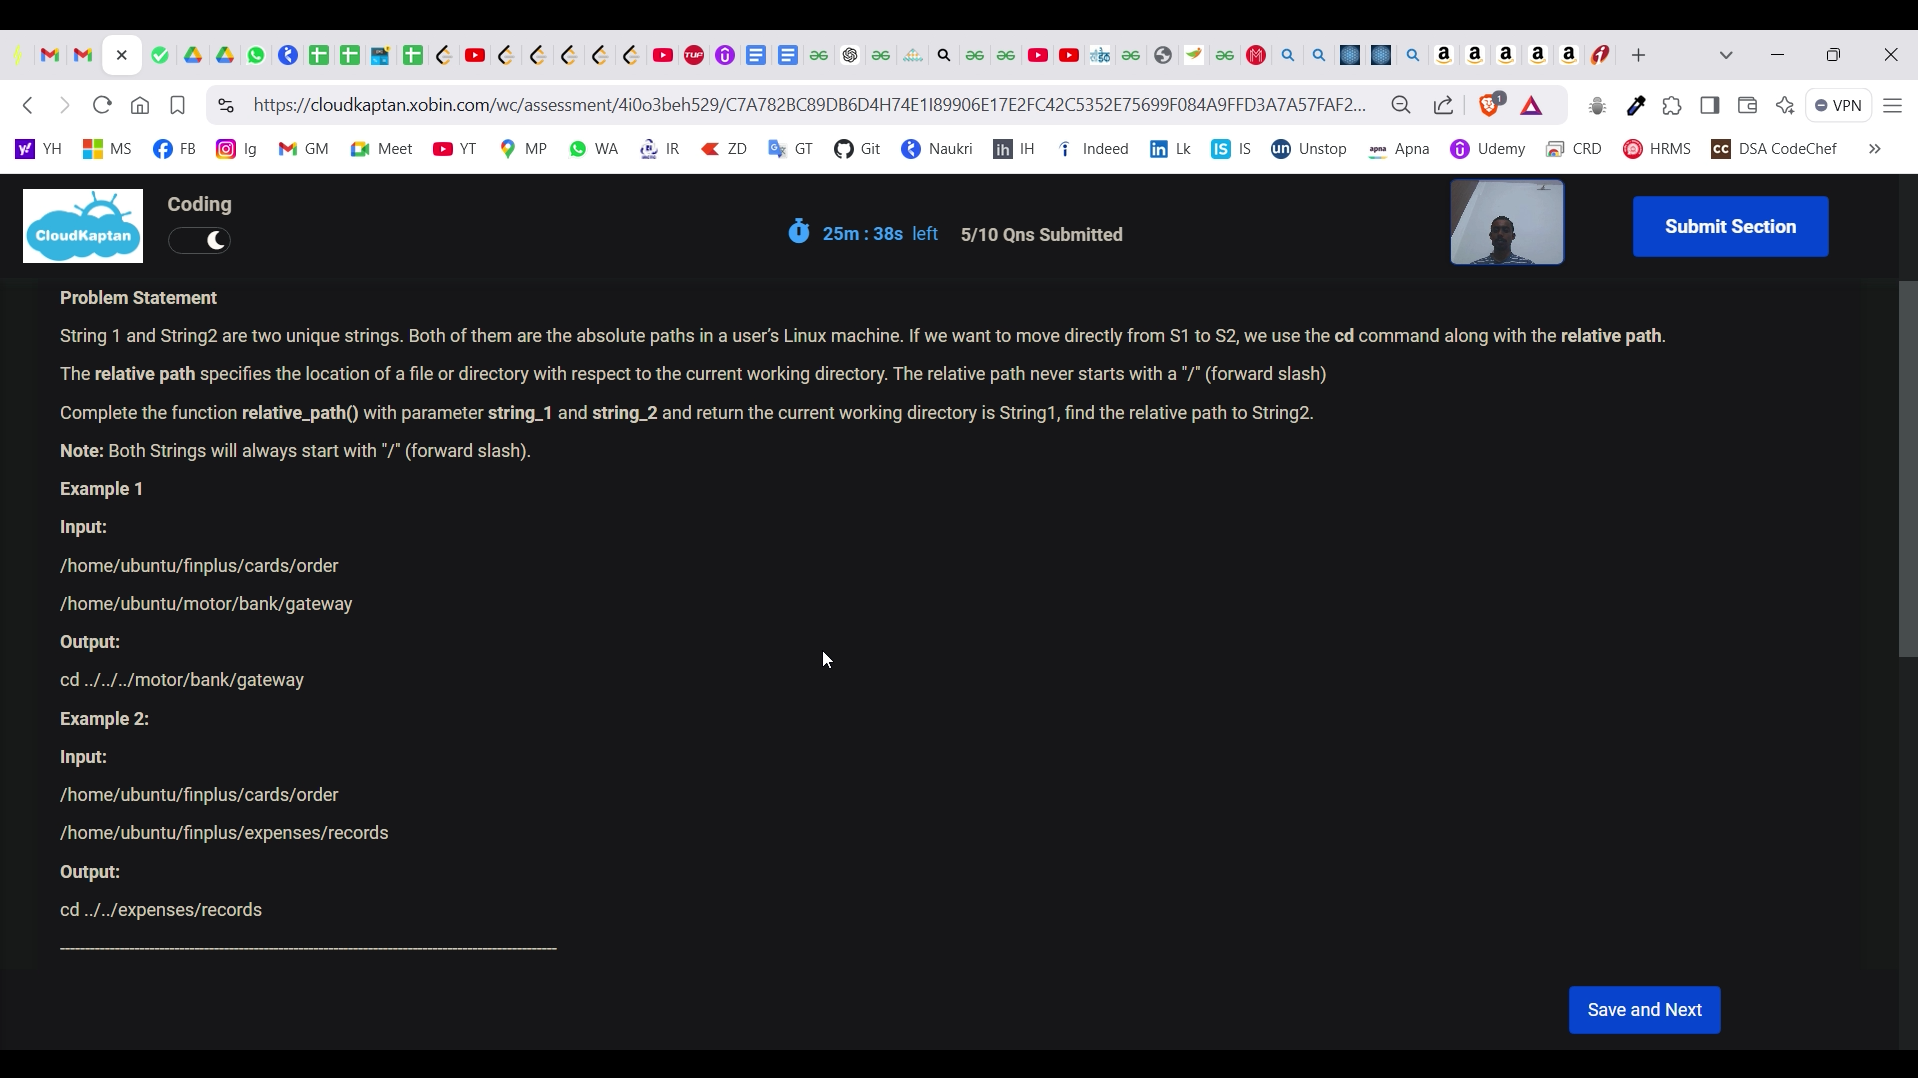 https://cloudkaptan.xobin.com/wc/assessment/4i0o3beh529/C7A782BC89DB6D4H74E1I89906E17E2FC42C5352E75699F084A9FFD3A7A57FAF2...
1
VPN
YH MS FB Ig GM Meet YT MP WA IR ZD GT Git Naukri IH Indeed Lk IS Unstop Apna Udemy CRD HRMS DSA CodeChef
CloudKaptan
Coding
25m : 38s left 5/10 Qns Submitted
Submit Section
Problem Statement
String 1 and String2 are two unique strings. Both of them are the absolute paths in a user's Linux machine. If we want to move directly from S1 to S2, we use the cd command along with the relative path.
The relative path specifies the location of a file or directory with respect to the current working directory. The relative path never starts with a "/" (forward slash)
Complete the function relative_path() with parameter string_1 and string_2 and return the current working directory is String1, find the relative path to String2.
Note: Both Strings will always start with "/" (forward slash).
Example 1
Input:
/home/ubuntu/finplus/cards/order
/home/ubuntu/motor/bank/gateway
Output:
cd ../../../motor/bank/gateway
Example 2:
Input:
/home/ubuntu/finplus/cards/order
/home/ubuntu/finplus/expenses/records
Output:
cd ../../expenses/records
Save and Next